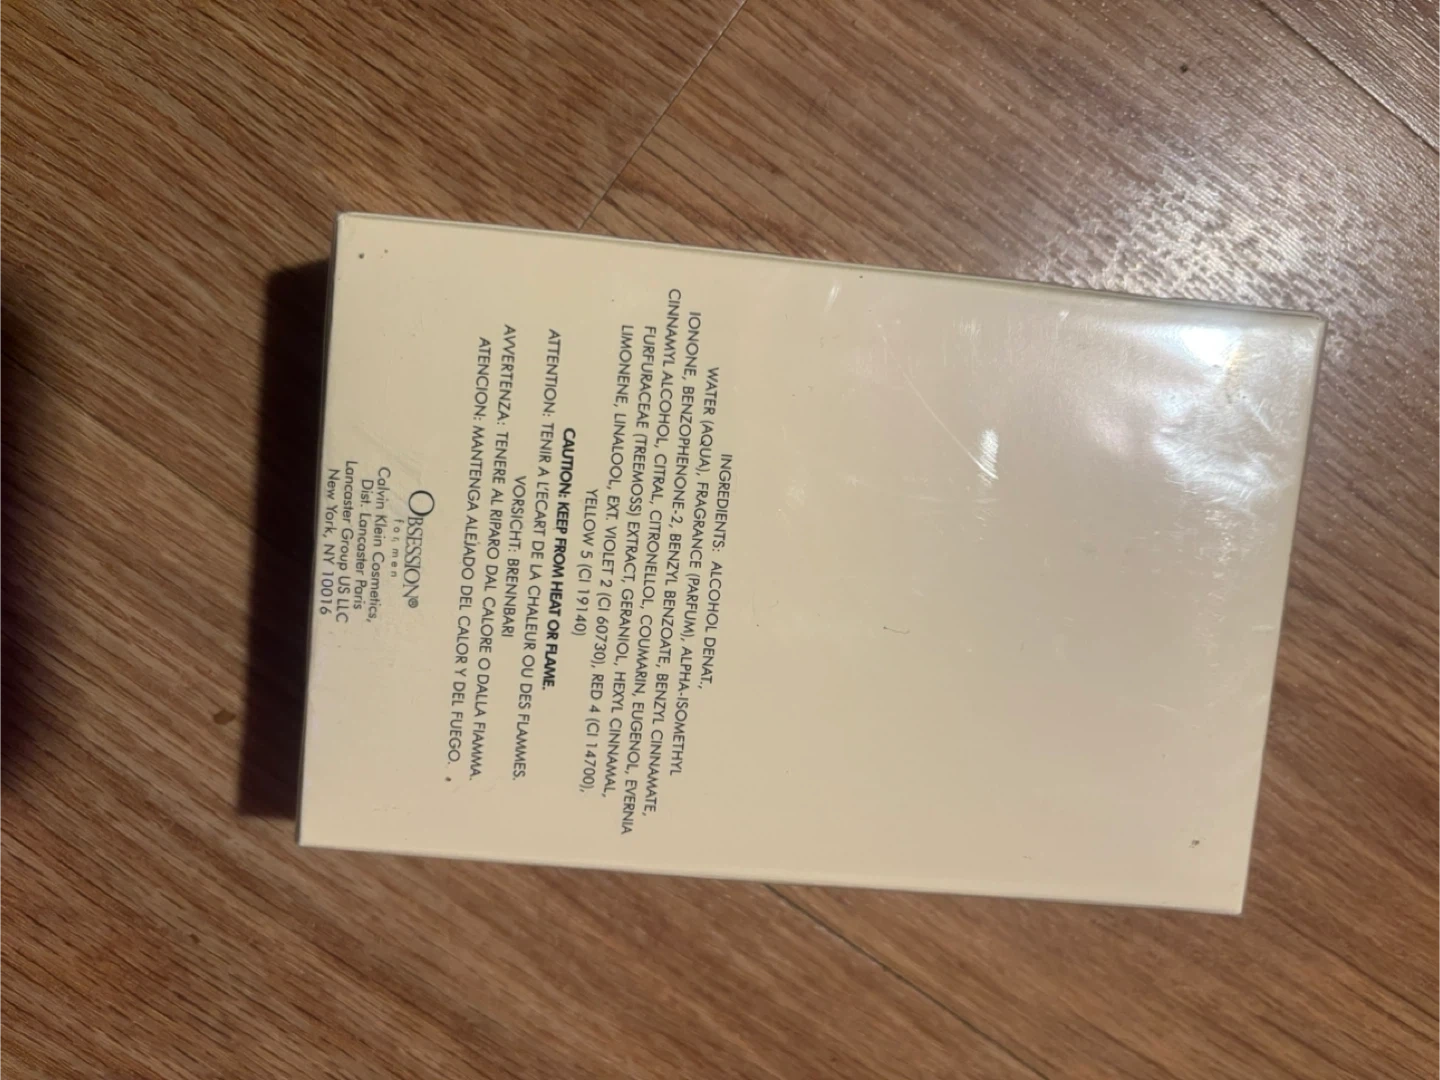 INGREDIENTS: ALCOHOL DENAT.,
WATER (AQUA), FRAGRANCE (PARFUM), ALPHA-ISOMETHYL
IONONE, BENZOPHENONE-2, BENZYL BENZOATE, BENZYL CINNAMATE,
CINNAMYL ALCOHOL, CITRAL, CITRONELLOL, COUMARIN, EUGENOL, EVERNIA
FURFURACEAE (TREEMOSS) EXTRACT, GERANIOL, HEXYL CINNAMAL,
LIMONENE, LINALOOL, EXT. VIOLET 2 (CI 60730), RED 4 (CI 14700),
YELLOW 5 (CI 19140)
CAUTION: KEEP FROM HEAT OR FLAME.
ATTENTION: TENIR A L'ECART DE LA CHALEUR OU DES FLAMMES.
VORSICHT: BRENNBAR!
AVVERTENZA: TENERE AL RIPARO DAL CALORE O DALLA FIAMMA.
ATENCION: MANTENGA ALEJADO DEL CALOR Y DEL FUEGO.
OBSESSION®
for men
Calvin Klein Cosmetics,
Dist. Lancaster Paris
Lancaster Group US LLC
New York, NY 10016